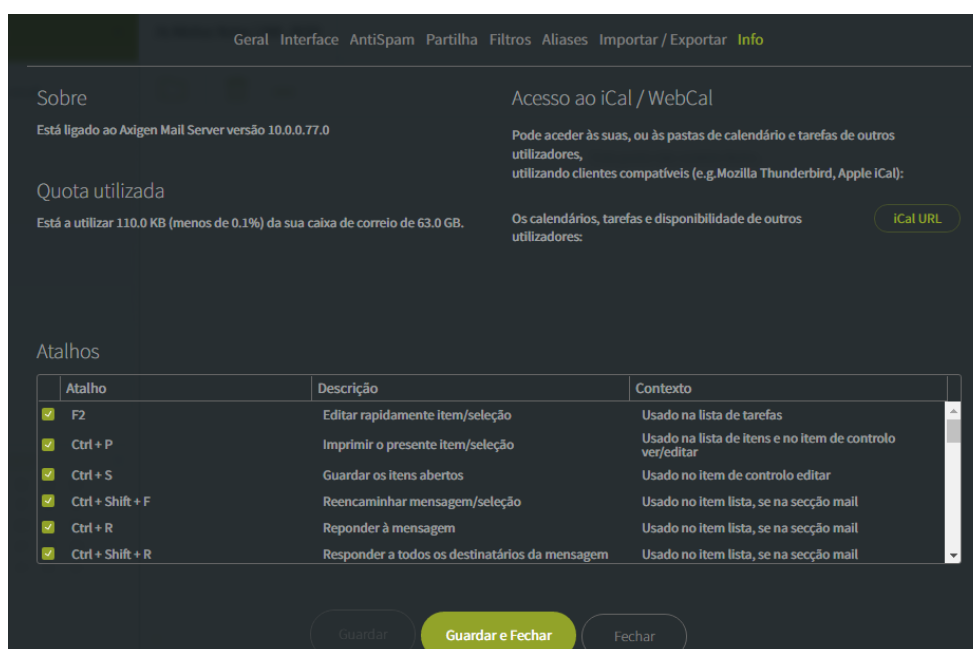 Geral Interface AntiSpam Partilha Filtros Aliases Importar / Exportar Info
Sobre
Está ligado ao Axigen Mail Server versão 10.0.0.77.0
Quota utilizada
Está a utilizar 110.0 KB (menos de 0.1%) da sua caixa de correio de 63.0 GB.
Acesso ao iCal / WebCal
Pode aceder às suas, ou às pastas de calendário e tarefas de outros
utilizadores,
utilizando clientes compatíveis (e.g.Mozilla Thunderbird, Apple iCal):
Os calendários, tarefas e disponibilidade de outros
utilizadores:
iCal URL
Atalhos
Atalho Descrição Contexto
F2 Editar rapidamente item/seleção Usado na lista de tarefas
Ctrl + P Imprimir o presente item/seleção Usado na lista de itens e no item de controlo
ver/editar
Ctrl + S Guardar os itens abertos Usado no item de controlo editar
Ctrl + Shift + F Reencaminhar mensagem/seleção Usado no item lista, se na secção mail
Ctrl + R Reponder à mensagem Usado no item lista, se na secção mail
Ctrl + Shift + R Responder a todos os destinatários da mensagem Usado no item lista, se na secção mail
Guardar Guardar e Fechar Fechar